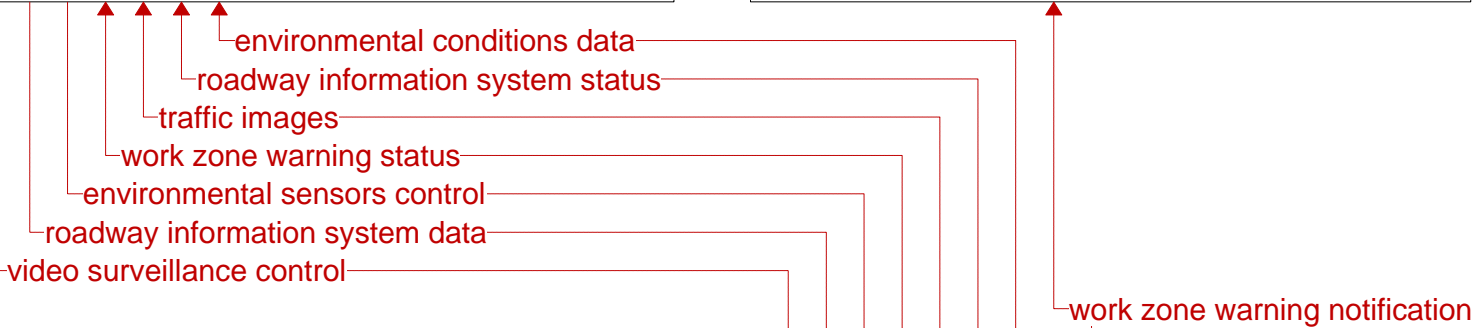 environmental conditions data
roadway information system status
traffic images
work zone warning status
environmental sensors control
roadway information system data
video surveillance control
work zone warning notification